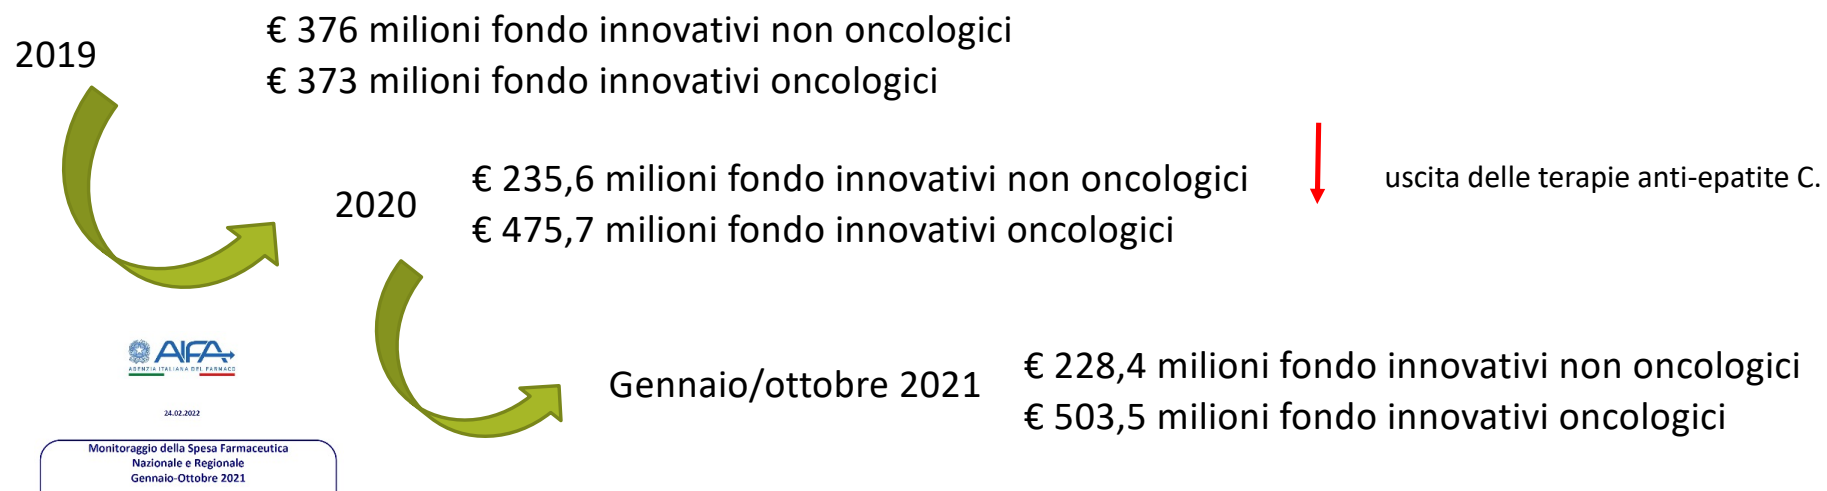 2019
€ 376 milioni fondo innovativi non oncologici
€ 373 milioni fondo innovativi oncologici
2020
€ 235,6 milioni fondo innovativi non oncologici
€ 475,7 milioni fondo innovativi oncologici
uscita delle terapie anti-epatite C.
Gennaio/ottobre 2021
€ 228,4 milioni fondo innovativi non oncologici
€ 503,5 milioni fondo innovativi oncologici
AIFA
AGENZIA ITALIANA DEL FARMACO
24.02.2022
Monitoraggio della Spesa Farmaceutica
Nazionale e Regionale
Gennaio-Ottobre 2021